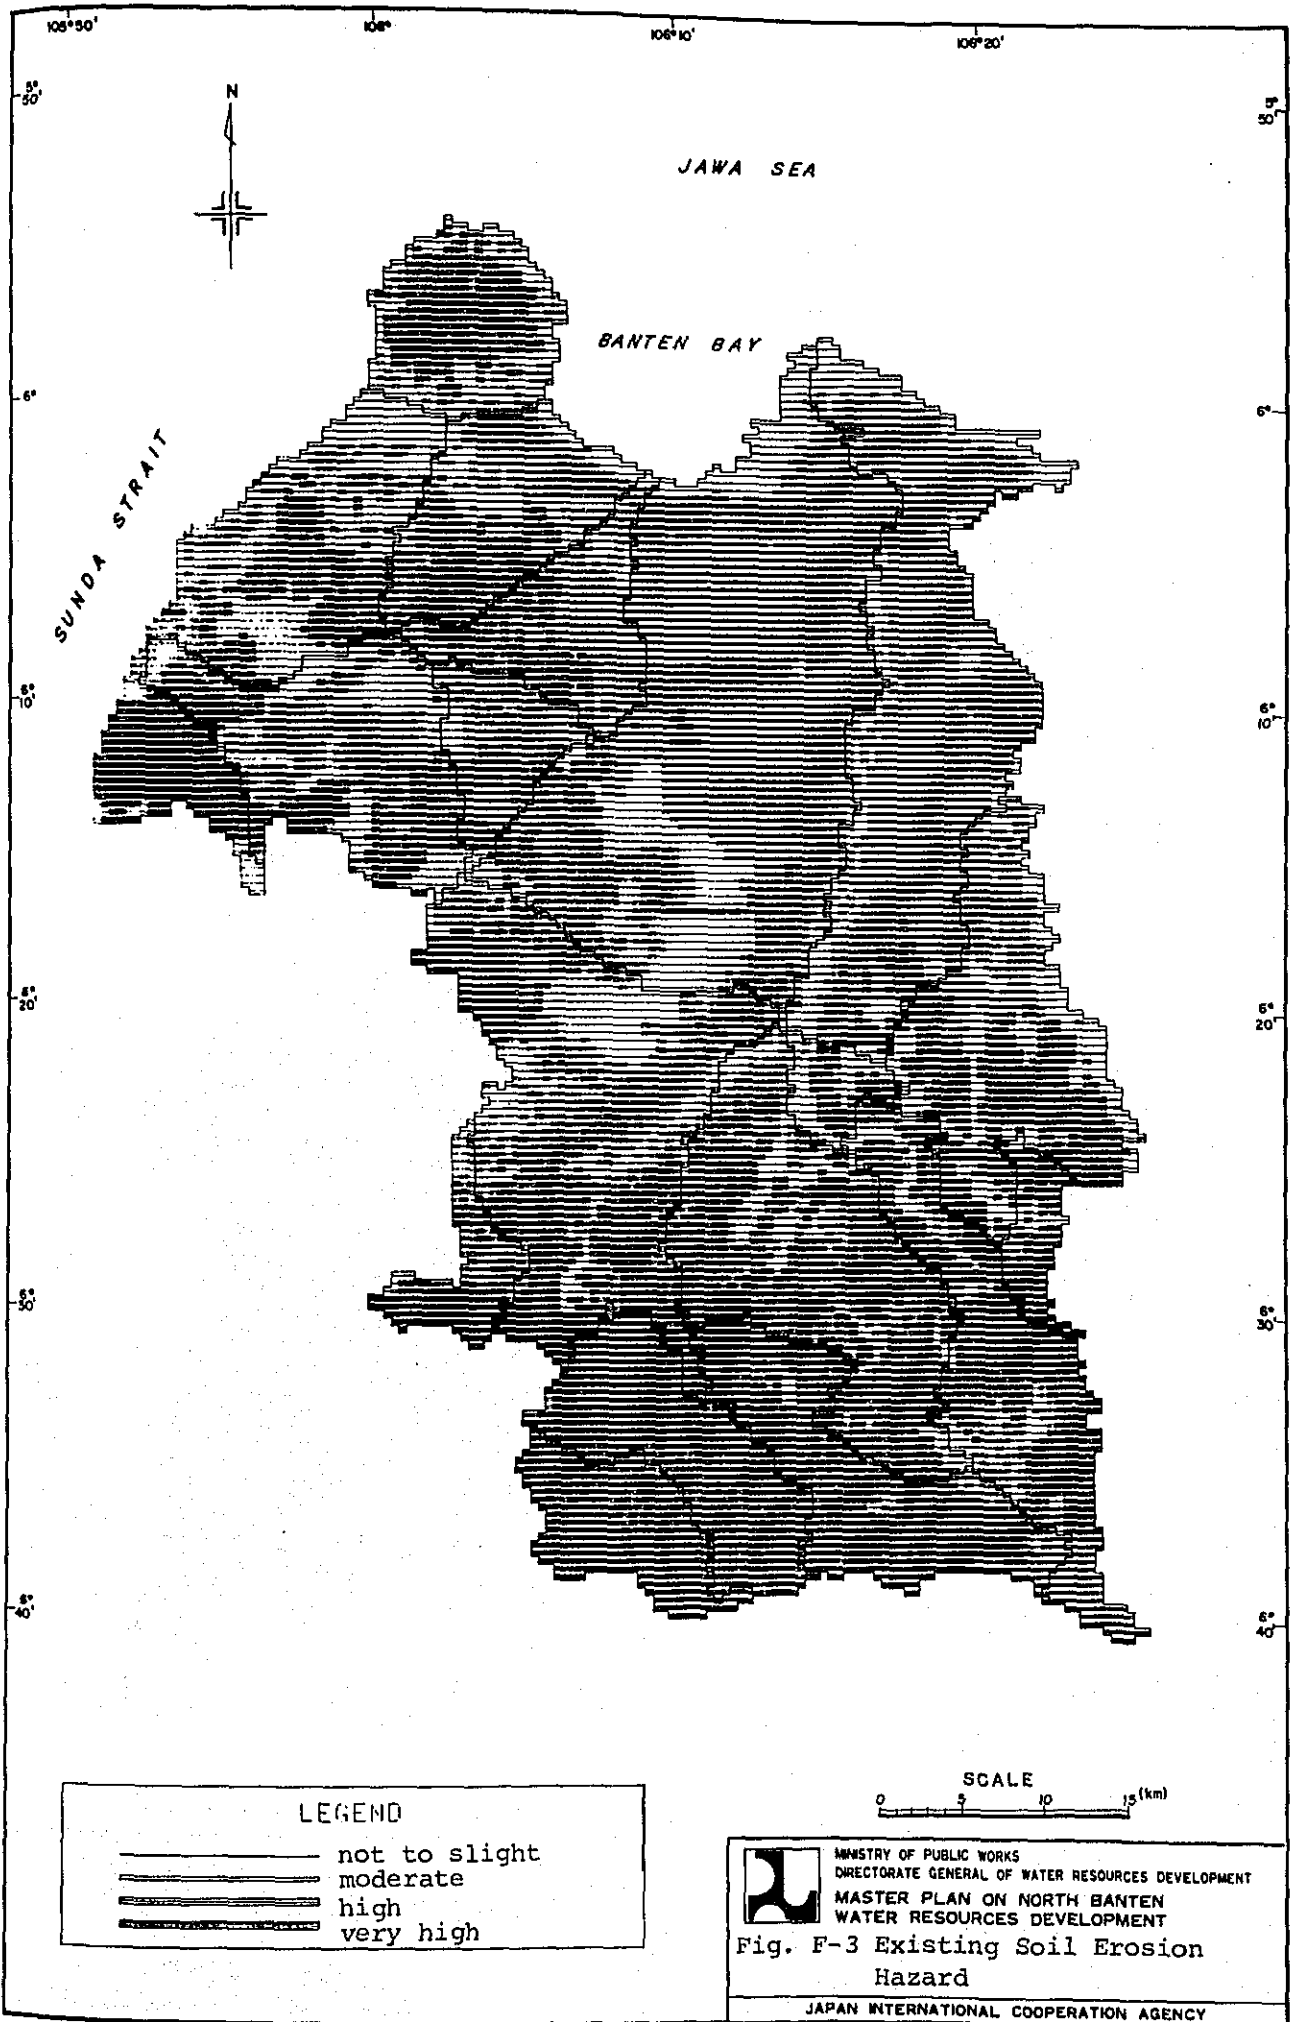 105°50'
106°
106°10'
106°20'
5°
50'
5°
50'
N
JAWA SEA
BANTEN BAY
6°
6°
SUNDA STRAIT
6°
10'
6°
10'
6°
20'
6°
20'
6°
30'
6°
30'
6°
40'
6°
40'
SCALE
0 5 10 15 (km)
LEGEND
not to slight
moderate
high
very high
MINISTRY OF PUBLIC WORKS
DIRECTORATE GENERAL OF WATER RESOURCES DEVELOPMENT
MASTER PLAN ON NORTH BANTEN
WATER RESOURCES DEVELOPMENT
Fig. F-3 Existing Soil Erosion
Hazard
JAPAN INTERNATIONAL COOPERATION AGENCY